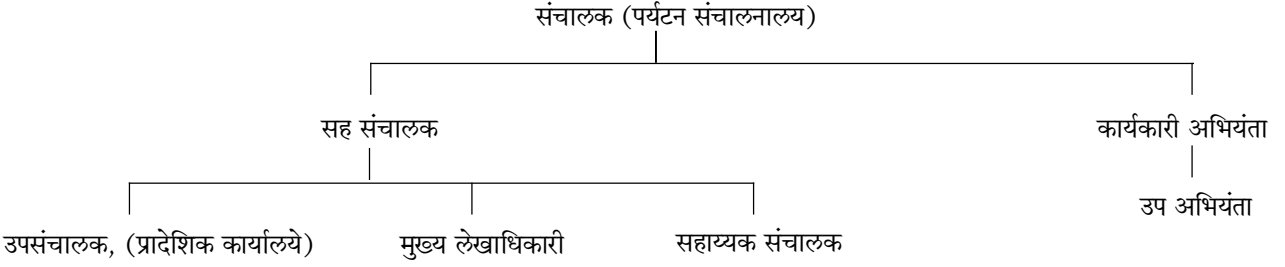 संचालक (पर्यटन संचालनालय)
सह संचालक
कार्यकारी अभियंता
उप अभियंता
उपसंचालक, (प्रादेशिक कार्यालये)
मुख्य लेखाधिकारी
सहाय्यक संचालक